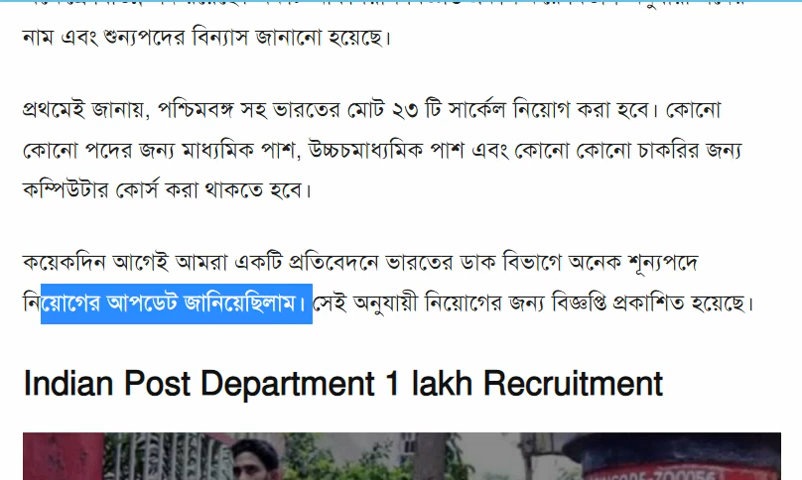 নাম এবং শুন্যপদের বিন্যাস জানানো হয়েছে।
প্রথমেই জানায়, পশ্চিমবঙ্গ সহ ভারতের মোট ২৩ টি সার্কেল নিয়োগ করা হবে। কোনো
কোনো পদের জন্য মাধ্যমিক পাশ, উচ্চচমাধ্যমিক পাশ এবং কোনো কোনো চাকরির জন্য
কম্পিউটার কোর্স করা থাকতে হবে।
কয়েকদিন আগেই আমরা একটি প্রতিবেদনে ভারতের ডাক বিভাগে অনেক শূন্যপদে
নিয়োগের আপডেট জানিয়েছিলাম। সেই অনুযায়ী নিয়োগের জন্য বিজ্ঞপ্তি প্রকাশিত হয়েছে।
Indian Post Department 1 lakh Recruitment